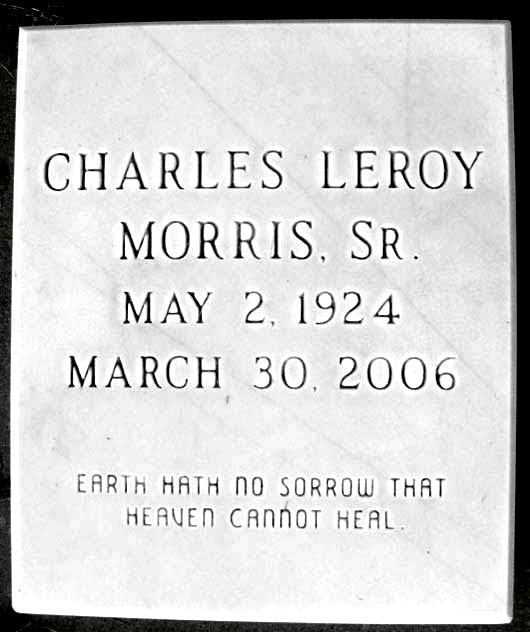 CHARLES LEROY
MORRIS, SR.
MAY 2, 1924
MARCH 30, 2006
EARTH HATH NO SORROW THAT
HEAVEN CANNOT HEAL.